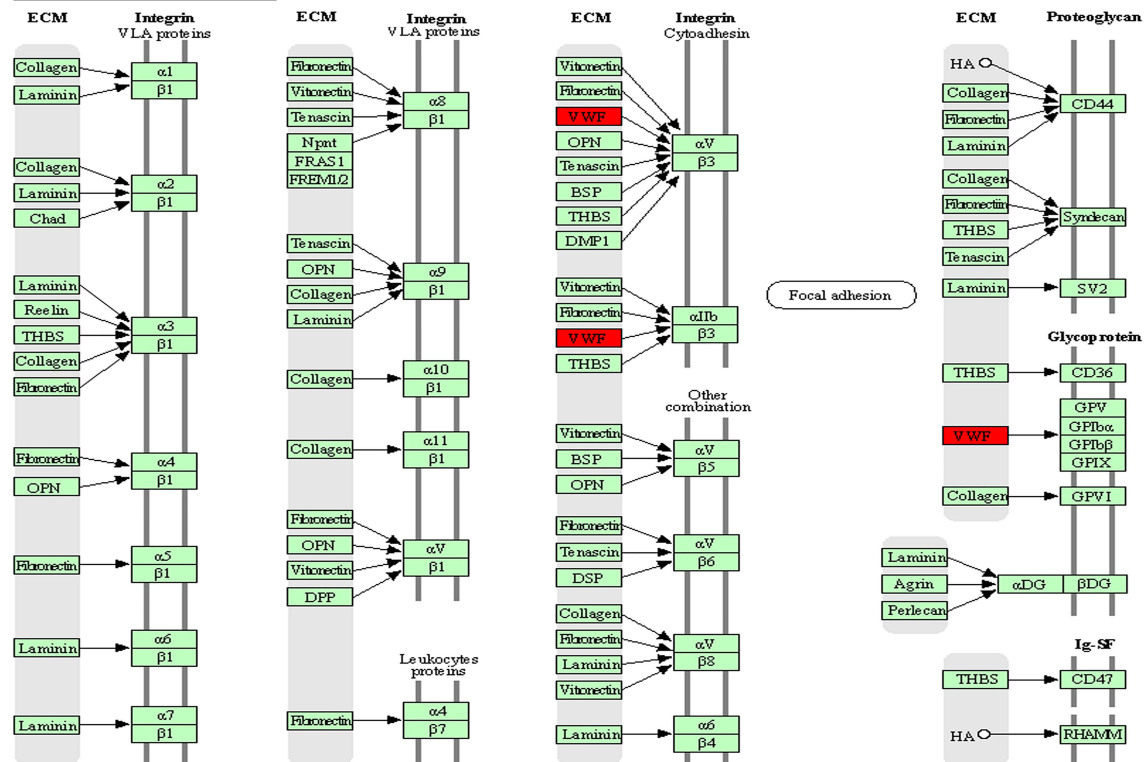 ECM
Integrin
VLA proteins
Collagen
Laminin
α1
β1
Collagen
Laminin
Chad
α2
β1
Laminin
Reelin
THBS
Collagen
Fibronectin
α3
β1
Fibronectin
OPN
α4
β1
Fibronectin
α5
β1
Laminin
α6
β1
Laminin
α7
β1
ECM
Integrin
VLA proteins
Fibronectin
Vitronectin
Tenascin
Npnt
FRAS1
FREM1/2
α8
β1
Tenascin
OPN
Collagen
Laminin
α9
β1
Collagen
α10
β1
Collagen
α11
β1
Fibronectin
OPN
Vitronectin
DPP
αV
β1
Leukocytes
proteins
Fibronectin
α4
β7
ECM
Integrin
Cytoadhesin
Vitronectin
Fibronectin
VWF
OPN
Tenascin
BSP
THBS
DMP1
αV
β3
Vitronectin
Fibronectin
VWF
THBS
αIIb
β3
Other
combination
Vitronectin
BSP
OPN
αV
β5
Fibronectin
Tenascin
DSP
αV
β6
Collagen
Fibronectin
Laminin
Vitronectin
αV
β8
Laminin
α6
β4
Focal adhesion
ECM
Proteoglycan
HA
Collagen
Fibronectin
Laminin
CD44
Collagen
Fibronectin
THBS
Tenascin
Syndecan
Laminin
SV2
Glycoprotein
THBS
CD36
VWF
GPV
GPIbα
GPIbβ
GPIX
Collagen
GPVI
Laminin
Agrin
Perlecan
αDG
βDG
Ig-SF
THBS
CD47
HA
RHAMM